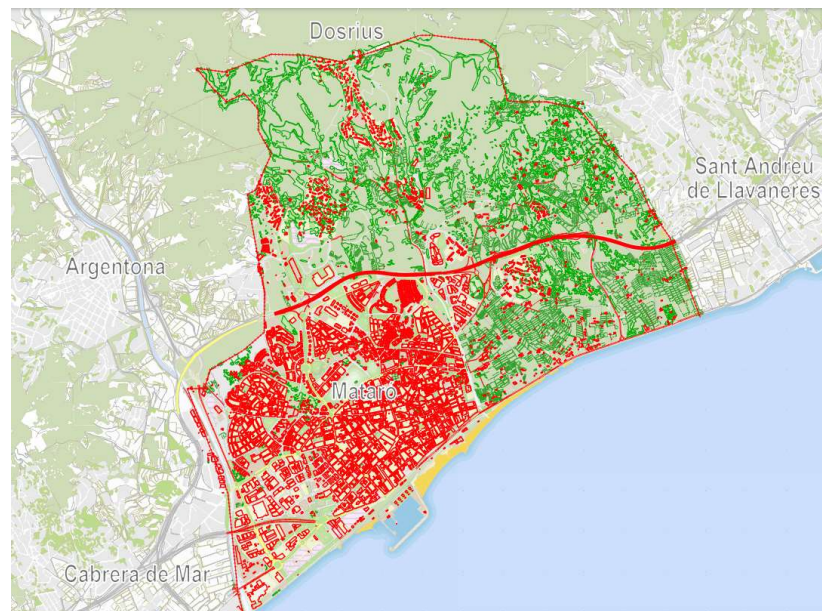 Dosrius
Sant Andreu
de Llavaneres
Argentona
Mataró
Cabrera de Mar